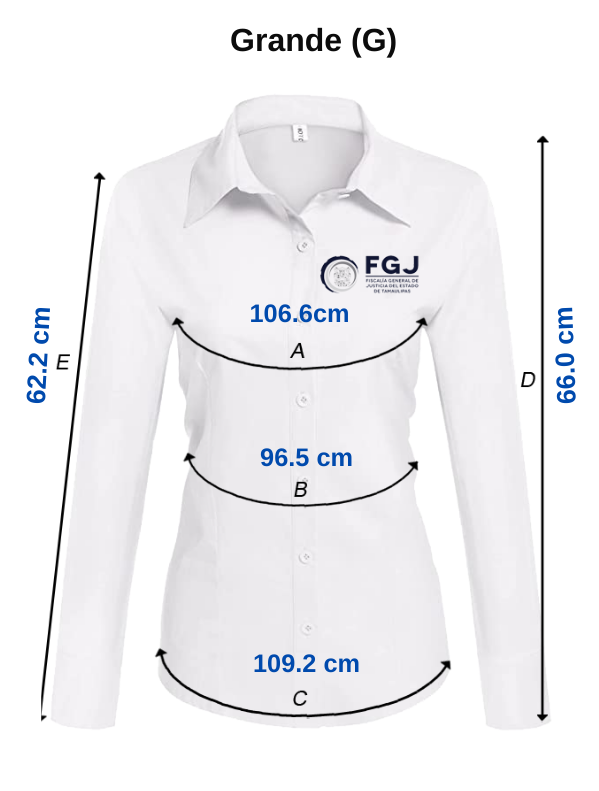 Grande (G)
FGJ
FISCALÍA GENERAL DE
JUSTICIA DEL ESTADO
DE TAMAULIPAS
106.6cm
A
62.2 cm
E
D
66.0 cm
96.5 cm
B
109.2 cm
C